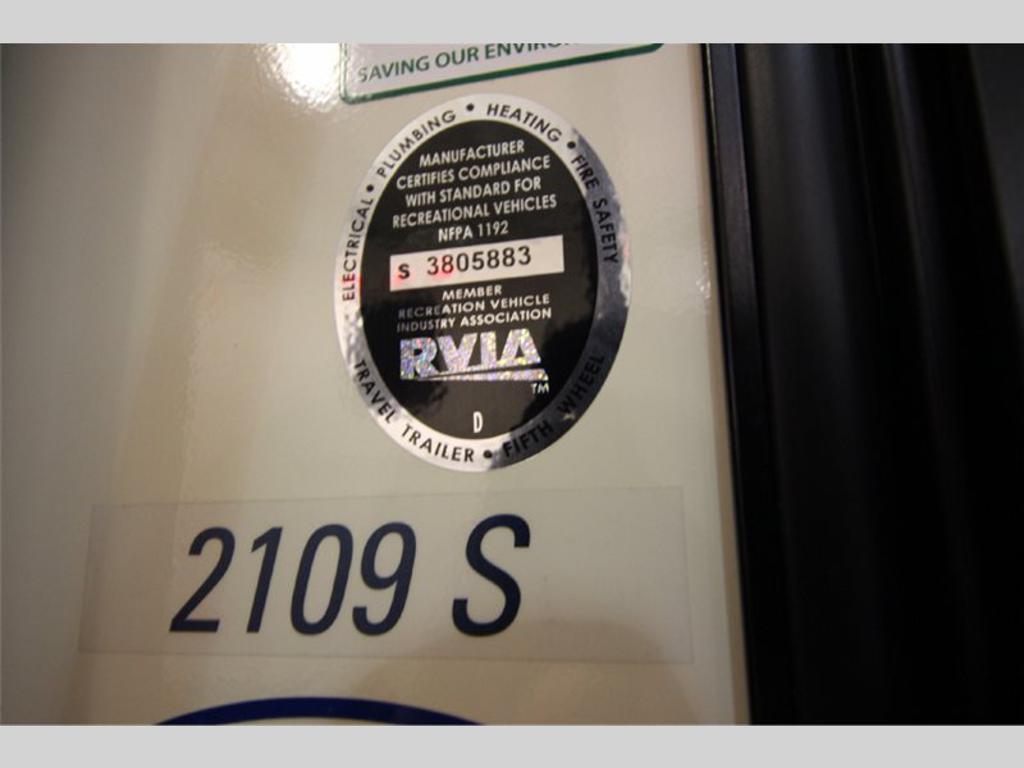 SAVING OUR
ELECTRICAL • PLUMBING • HEATING • FIRE SAFETY
MANUFACTURER
CERTIFIES COMPLIANCE
WITH STANDARD FOR
RECREATIONAL VEHICLES
NFPA 1192
S 3805883
MEMBER
RECREATION VEHICLE
INDUSTRY ASSOCIATION
RVIA
TM
D
TRAVEL TRAILER • FIFTH WHEEL
2109 S